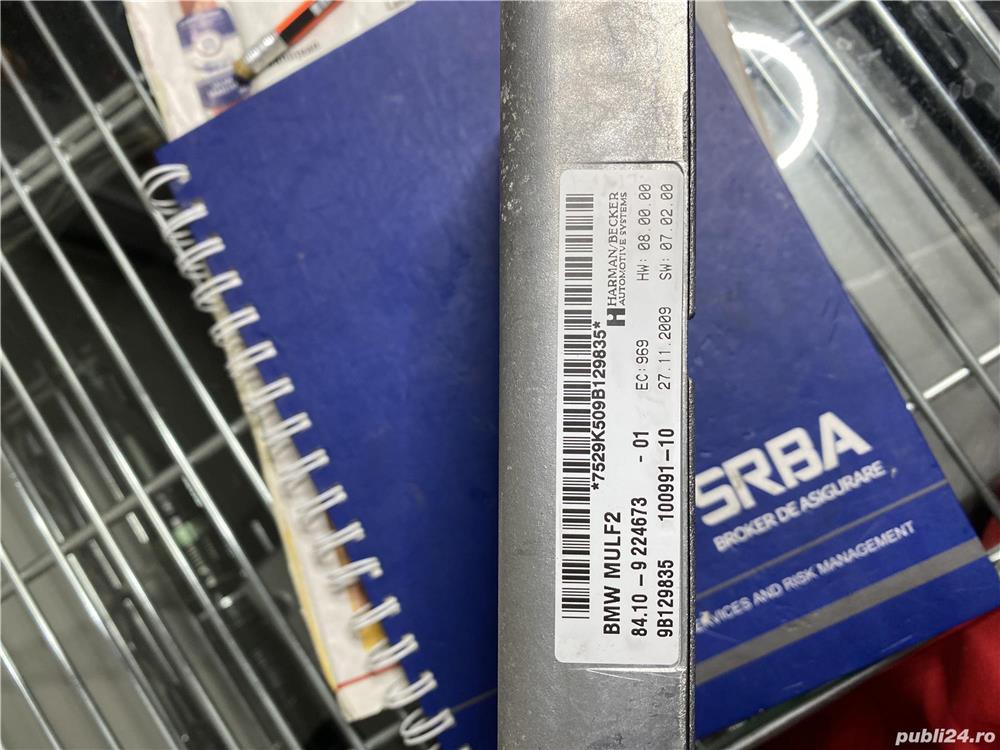 *7529K509B129835*
HARMAN/BECKER
AUTOMOTIVE SYSTEMS
BMW MULF2
84.10 - 9 224673 - 01 EC:969 HW: 08.00.00
9B129835 100991-10 27.11.2009 SW: 07.02.00
SRBA
BROKER DE ASIGURARE
AND RISK MANAGEMENT
publi24.ro